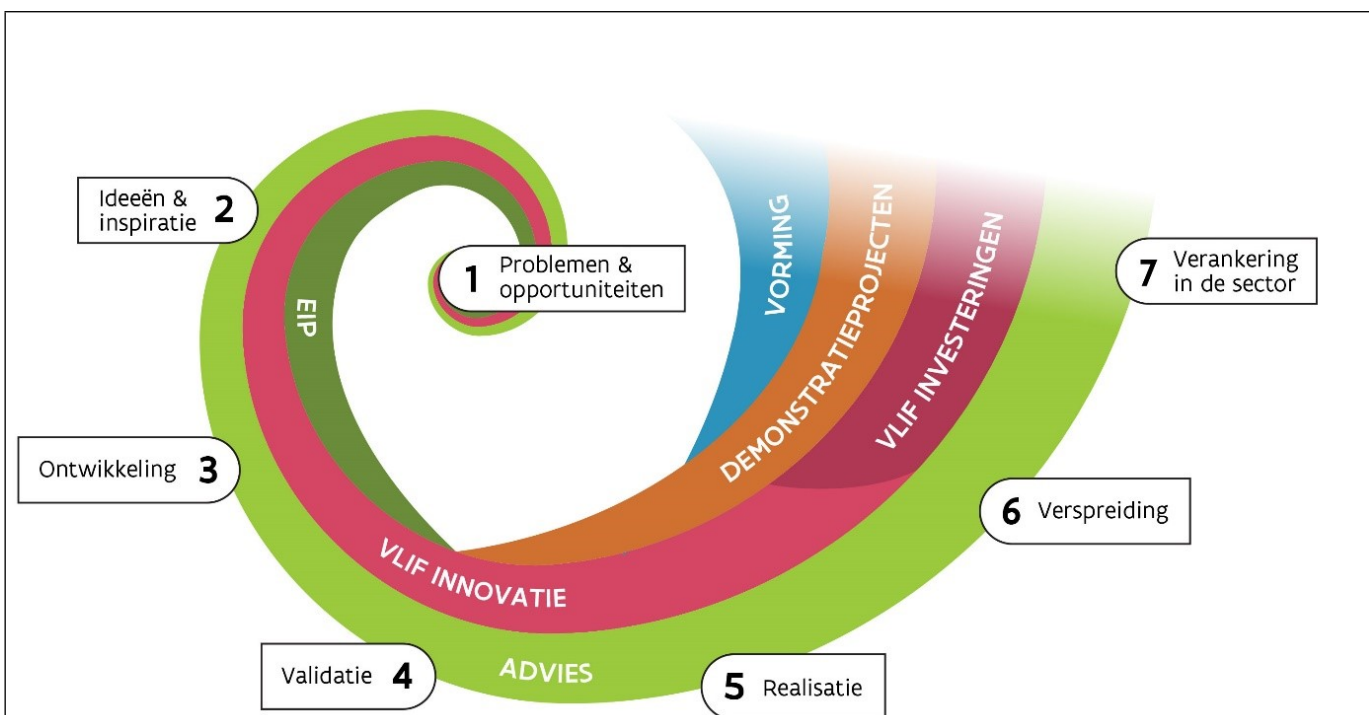 1 Problemen &
opportuniteiten
Ideeën & 2
inspiratie
Ontwikkeling 3
Validatie 4
5 Realisatie
6 Verspreiding
7 Verankering
in de sector
EIP
VLIF INNOVATIE
ADVIES
VORMING
DEMONSTRATIEPROJECTEN
VLIF INVESTERINGEN